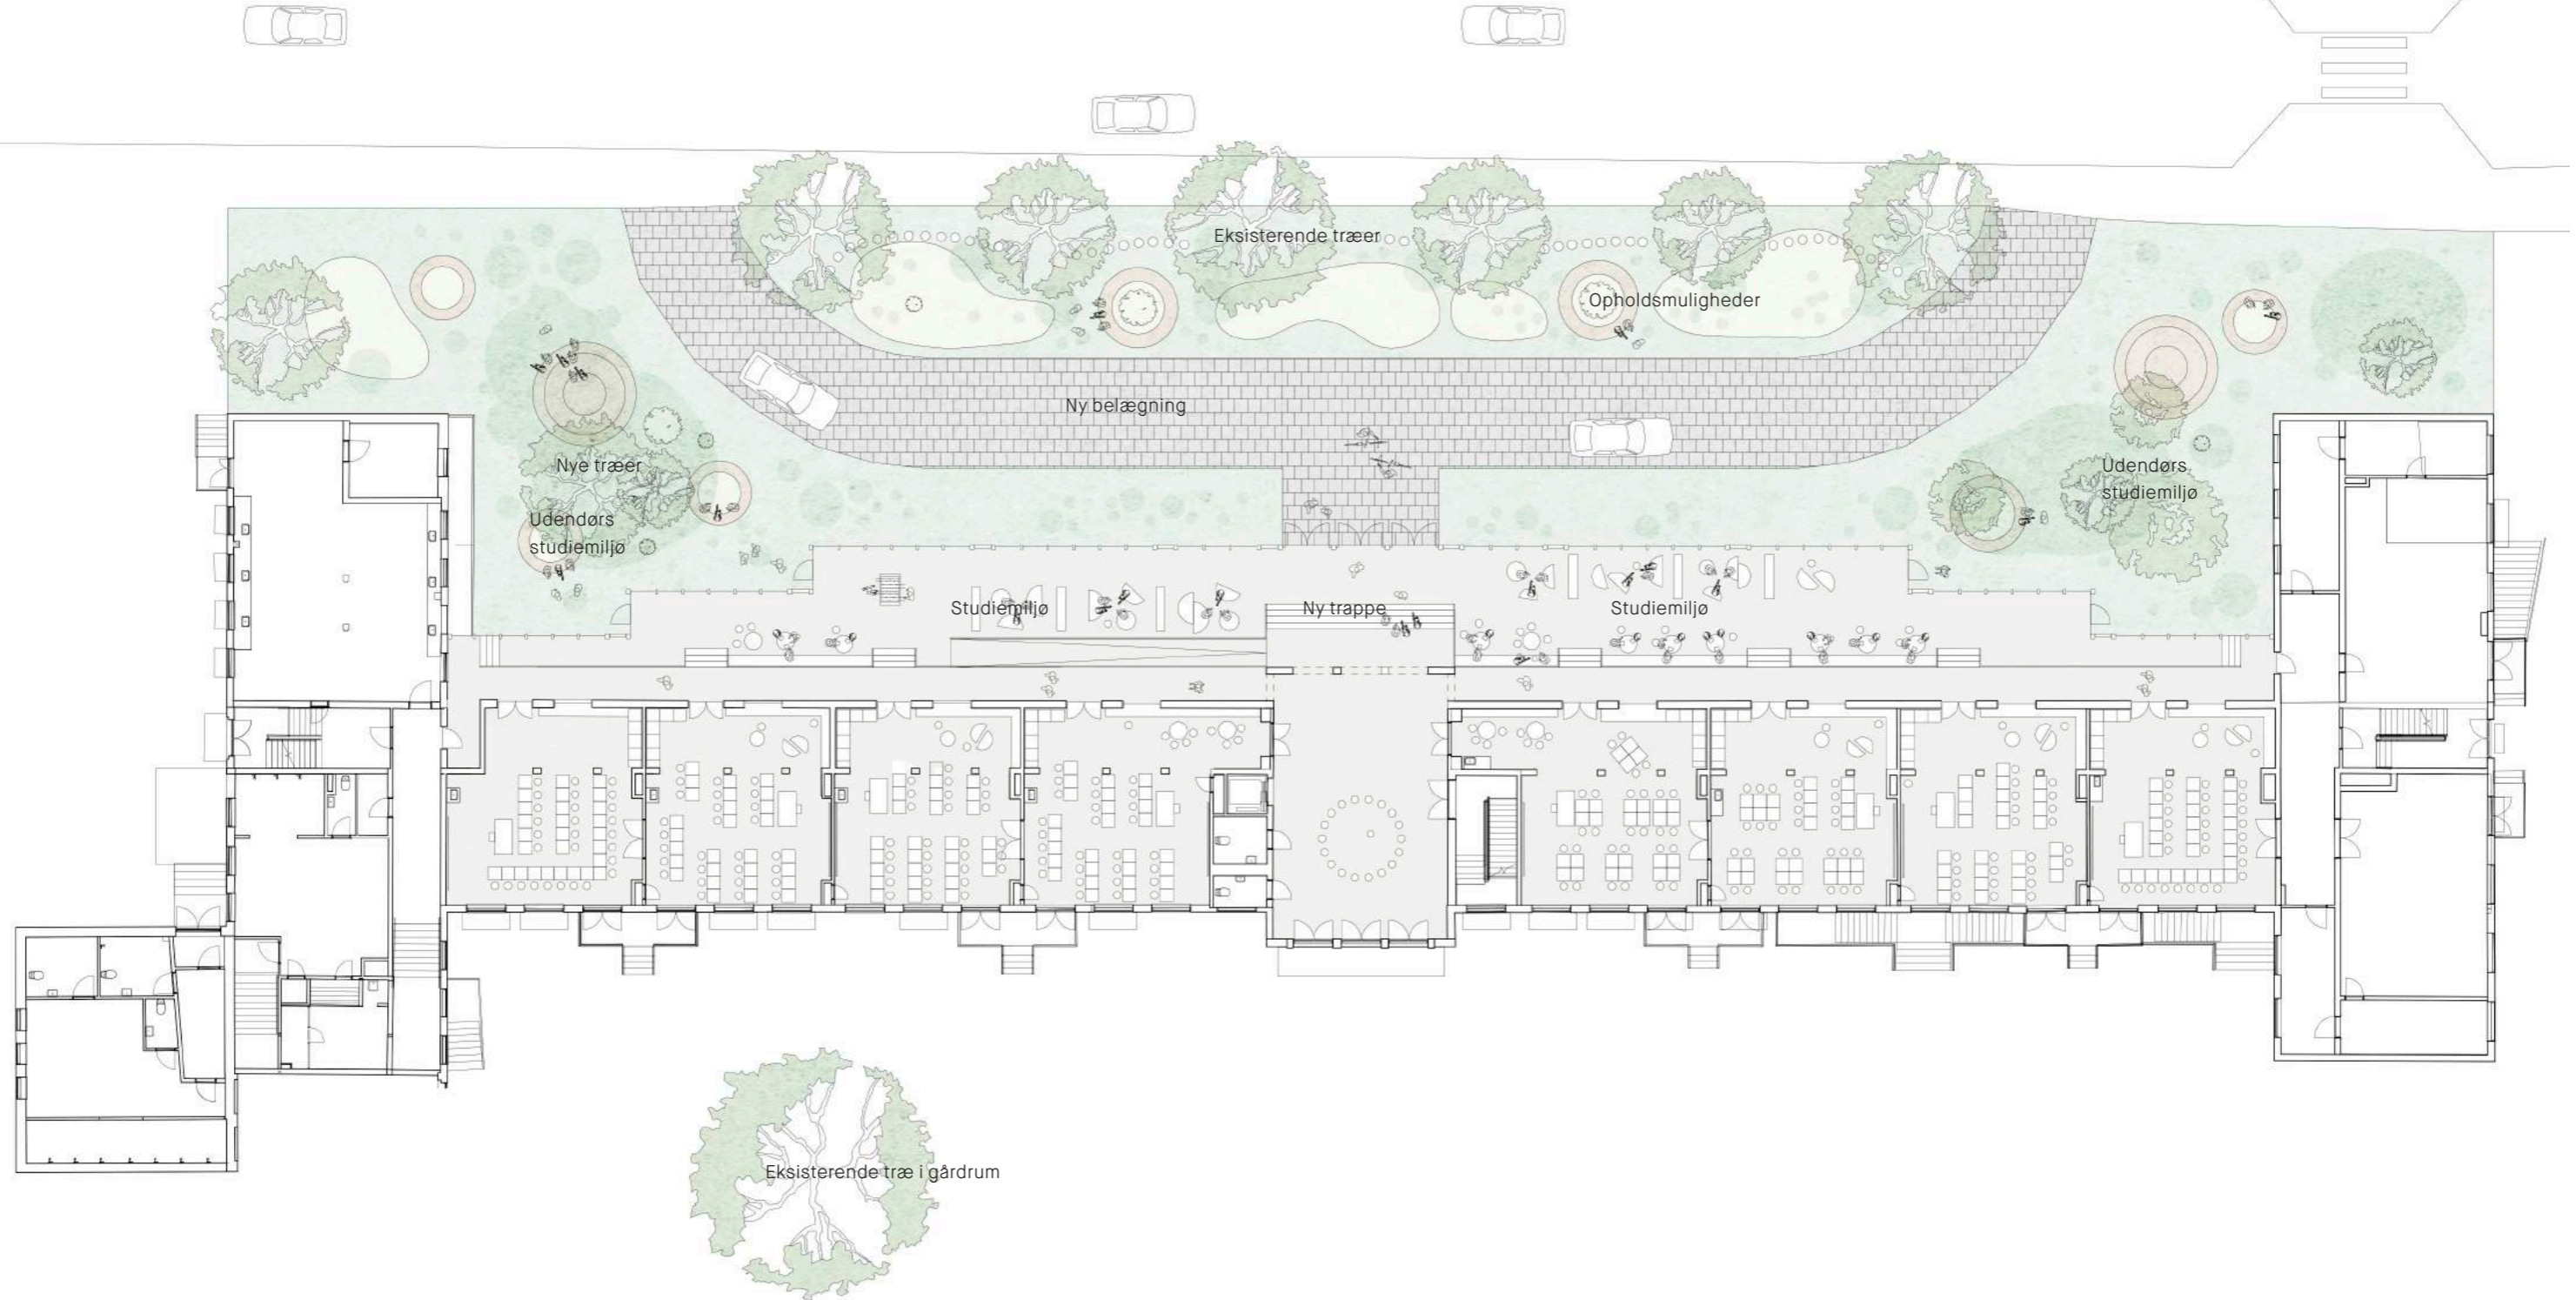 Eksisterende træer
Opholdsmuligheder
Ny belægning
Nye træer
Udendørs
studiemiljø
Udendørs
studiemiljø
Studiemiljø
Ny trappe
Studiemiljø
Eksisterende træ i gårdrum